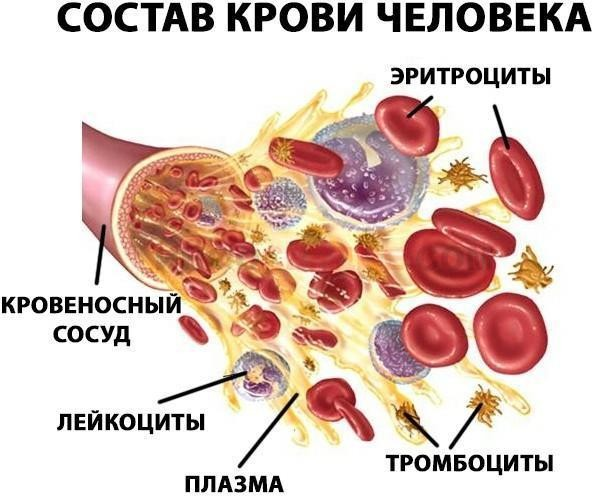 СОСТАВ КРОВИ ЧЕЛОВЕКА
ЭРИТРОЦИТЫ
КРОВЕНОСНЫЙ
СОСУД
ЛЕЙКОЦИТЫ
ПЛАЗМА
ТРОМБОЦИТЫ